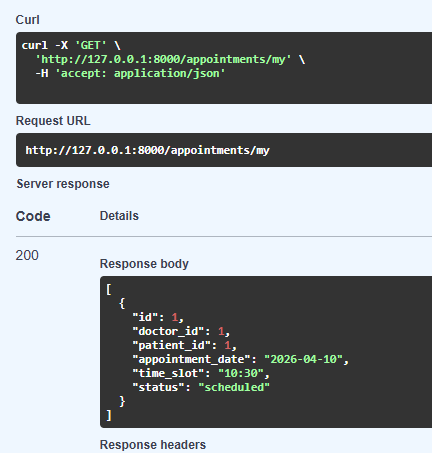 Curl
curl -X 'GET' \
  'http://127.0.0.1:8000/appointments/my' \
  -H 'accept: application/json'
Request URL
http://127.0.0.1:8000/appointments/my
Server response
Code Details
200
Response body
[
  {
    "id": 1,
    "doctor_id": 1,
    "patient_id": 1,
    "appointment_date": "2026-04-10",
    "time_slot": "10:30",
    "status": "scheduled"
  }
]
Response headers